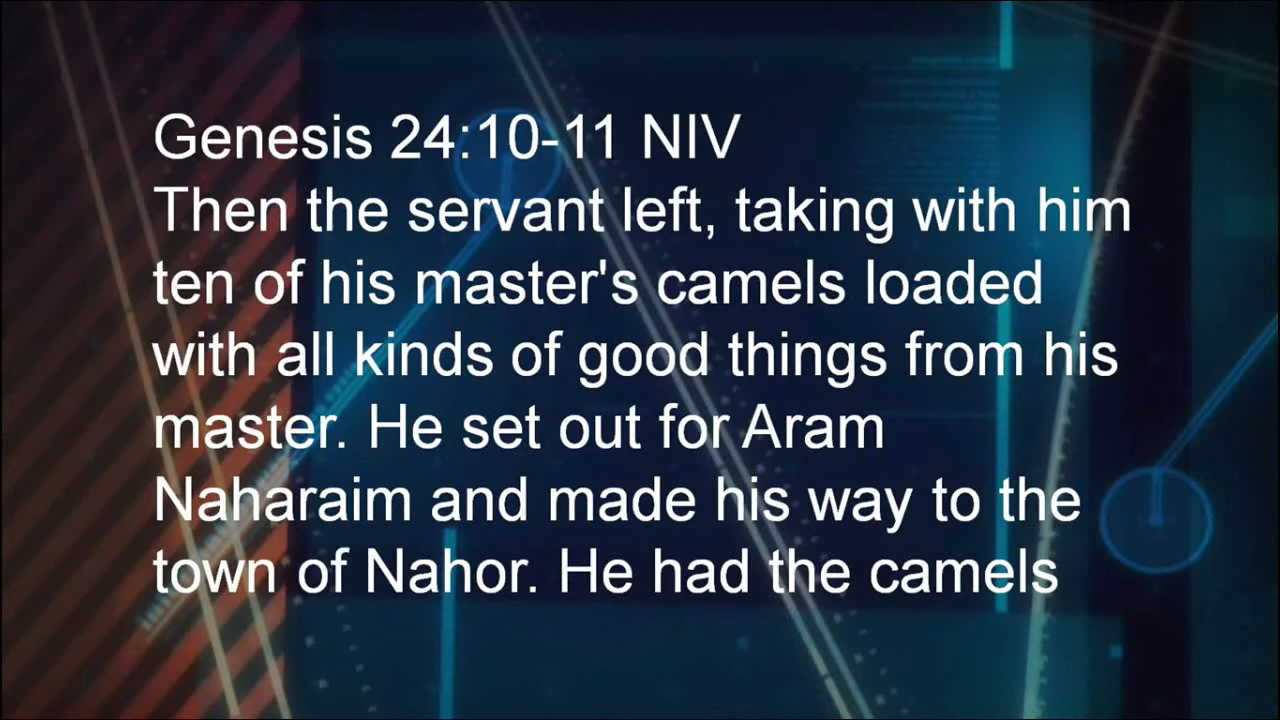 Genesis 24:10-11 NIV
Then the servant left, taking with him
ten of his master's camels loaded
with all kinds of good things from his
master. He set out for Aram
Naharaim and made his way to the
town of Nahor. He had the camels